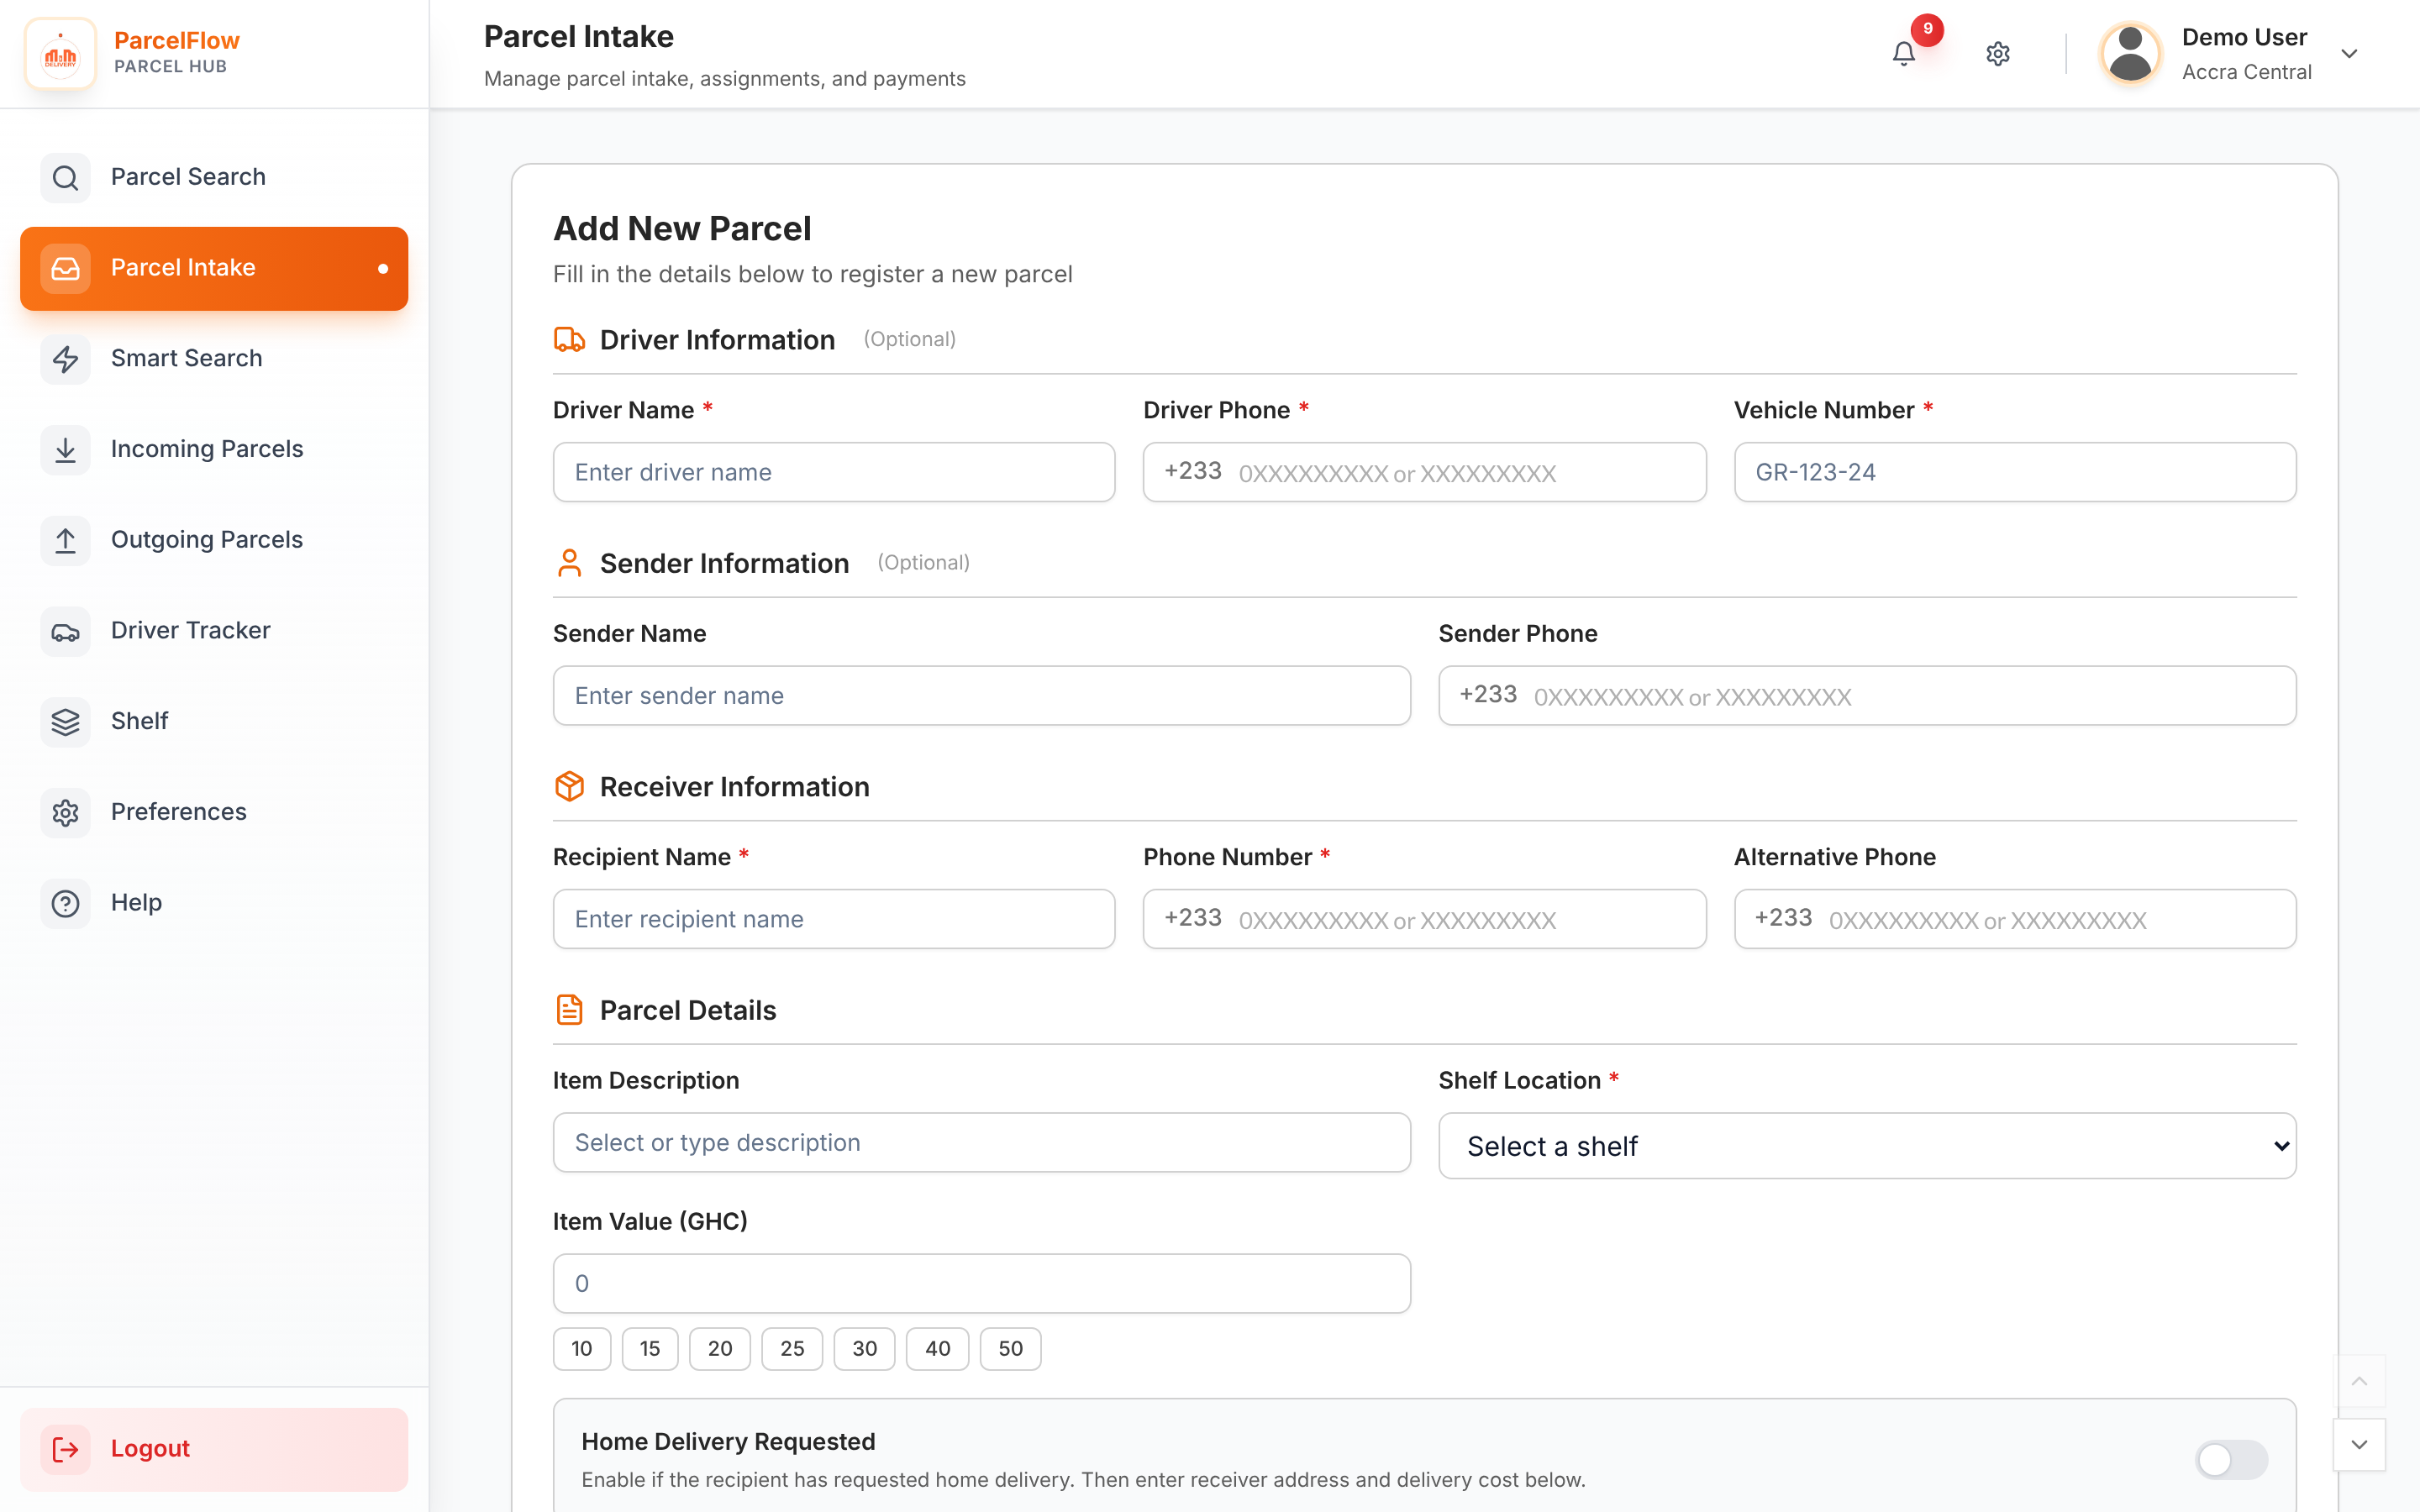 ParcelFlow
PARCEL HUB
DELIVERY
Parcel Intake
Manage parcel intake, assignments, and payments
9
Demo User
Accra Central
Parcel Search
Parcel Intake
Smart Search
Incoming Parcels
Outgoing Parcels
Driver Tracker
Shelf
Preferences
Help
Logout
Add New Parcel
Fill in the details below to register a new parcel
Driver Information (Optional)
Driver Name * Driver Phone * Vehicle Number *
Enter driver name +233 0XXXXXXXXX or XXXXXXXXX GR-123-24
Sender Information (Optional)
Sender Name Sender Phone
Enter sender name +233 0XXXXXXXXX or XXXXXXXXX
Receiver Information
Recipient Name * Phone Number * Alternative Phone
Enter recipient name +233 0XXXXXXXXX or XXXXXXXXX +233 0XXXXXXXXX or XXXXXXXXX
Parcel Details
Item Description Shelf Location *
Select or type description Select a shelf
Item Value (GHC)
0
10 15 20 25 30 40 50
Home Delivery Requested
Enable if the recipient has requested home delivery. Then enter receiver address and delivery cost below.